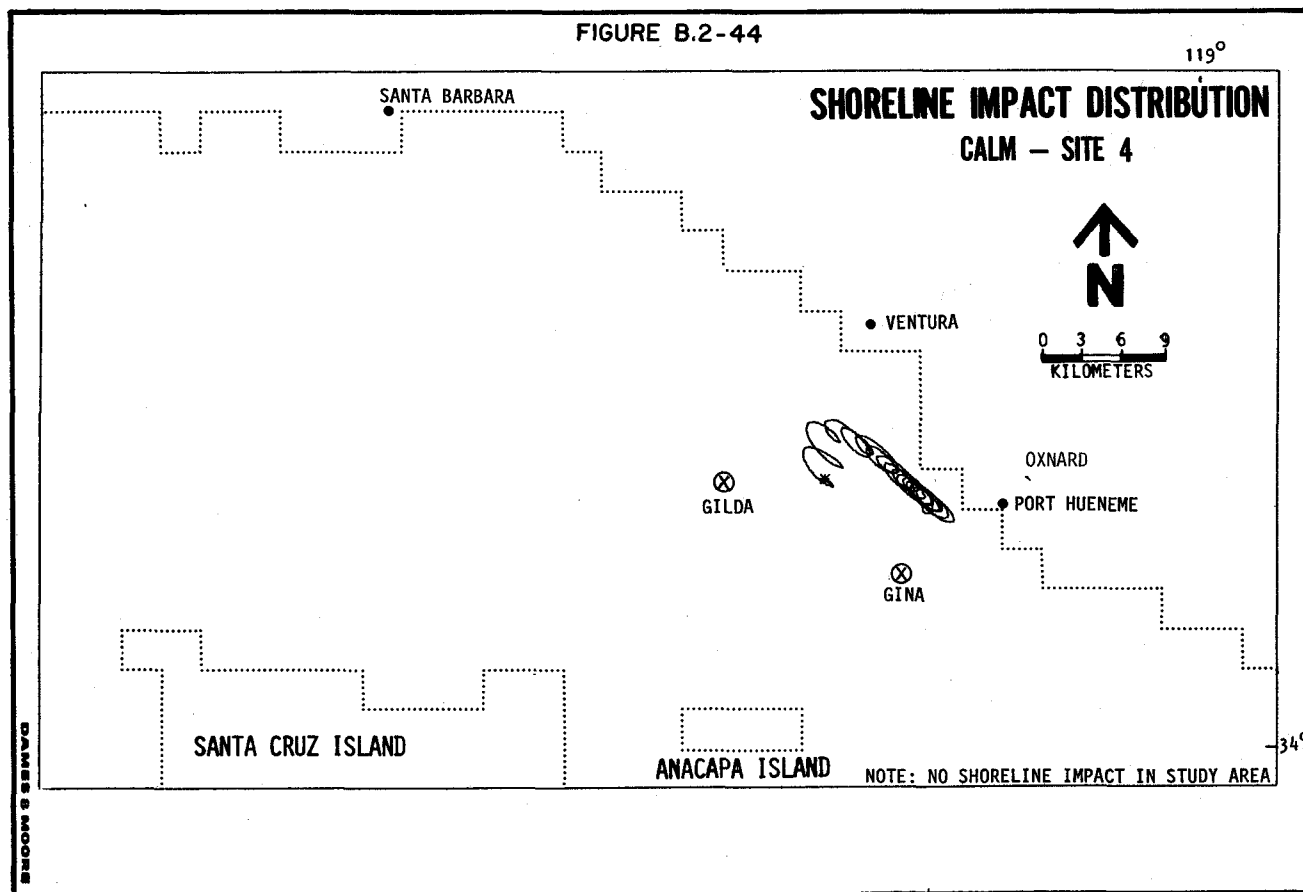 FIGURE B.2-44
119°
SANTA BARBARA
SHORELINE IMPACT DISTRIBUTION
CALM — SITE 4
N
VENTURA
0 3 6 9
KILOMETERS
OXNARD
PORT HUENEME
GILDA
GINA
SANTA CRUZ ISLAND
ANACAPA ISLAND
34°
NOTE: NO SHORELINE IMPACT IN STUDY AREA
DAMES & MOORE